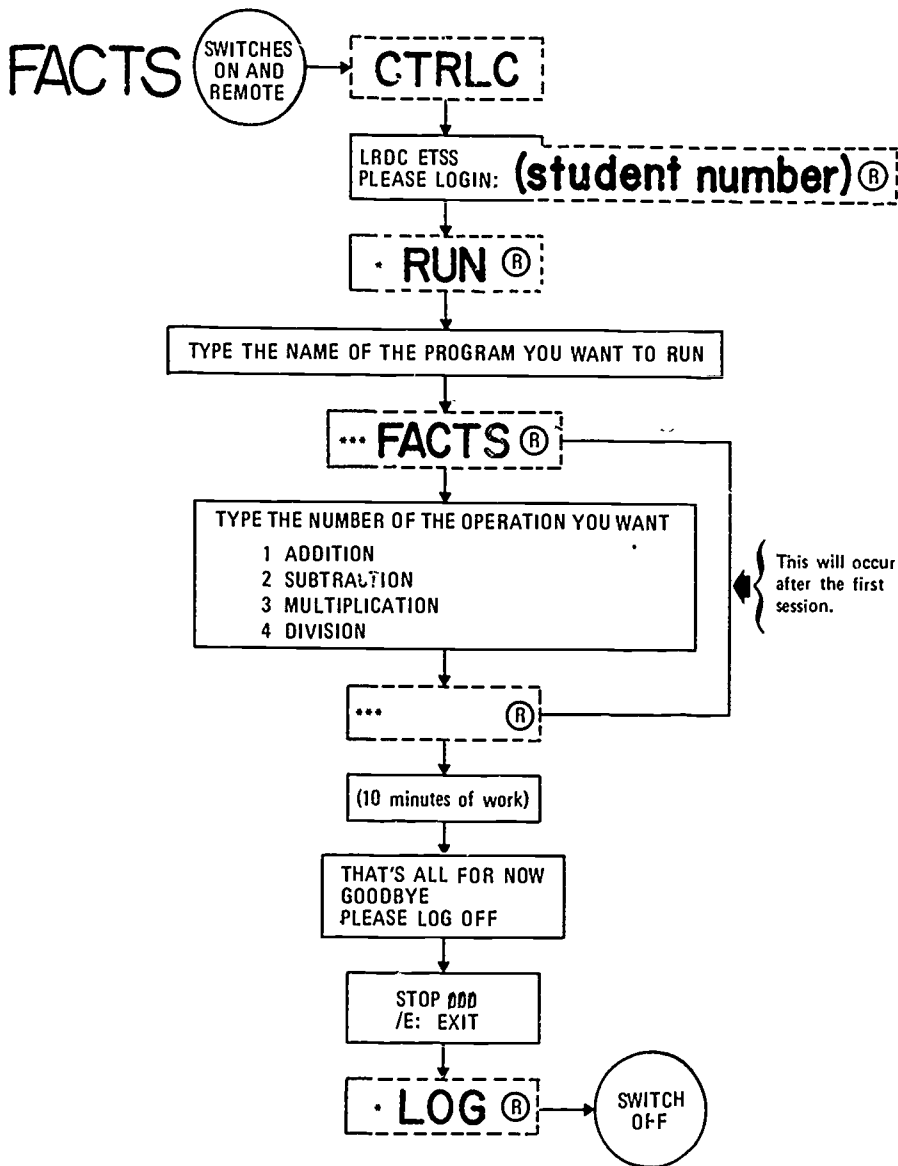 FACTS
SWITCHES
ON AND
REMOTE
CTRLC
LRDC ETSS
PLEASE LOGIN: (student number) Ⓡ
* RUN Ⓡ
TYPE THE NAME OF THE PROGRAM YOU WANT TO RUN
*** FACTS Ⓡ
TYPE THE NUMBER OF THE OPERATION YOU WANT
1 ADDITION
2 SUBTRACTION
3 MULTIPLICATION
4 DIVISION
This will occur
after the first
session.
*** Ⓡ
(10 minutes of work)
THAT'S ALL FOR NOW
GOODBYE
PLEASE LOG OFF
STOP 000
/E: EXIT
* LOG Ⓡ
SWITCH
OFF